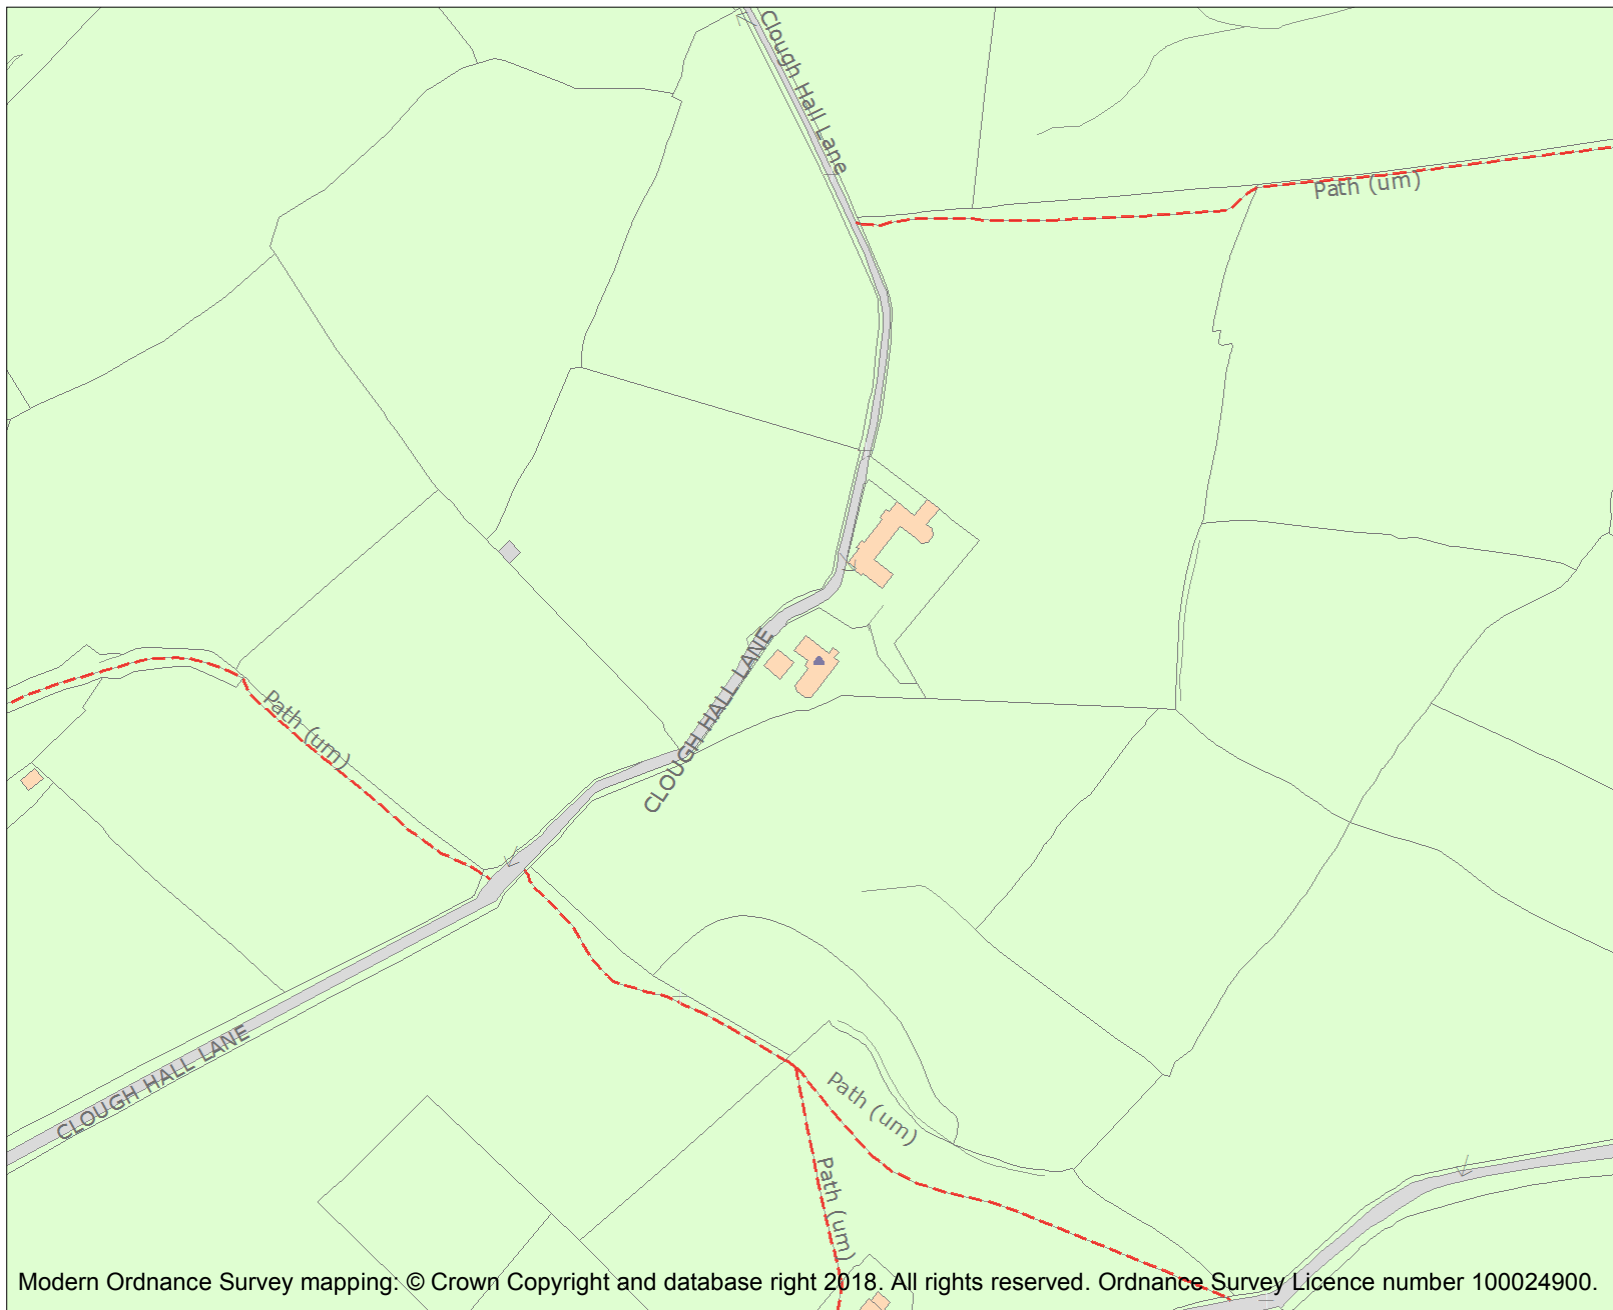 Clough Hall Lane
Path (um)
CLOUGH HALL LANE
Path (um)
CLOUGH HALL LANE
Path (um)
Path (um)
Modern Ordnance Survey mapping: © Crown Copyright and database right 2018. All rights reserved. Ordnance Survey Licence number 100024900.